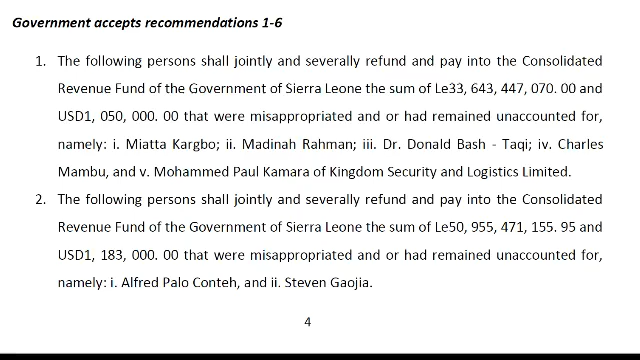 Government accepts recommendations 1-6
1. The following persons shall jointly and severally refund and pay into the Consolidated
Revenue Fund of the Government of Sierra Leone the sum of Le33, 643, 447, 070. 00 and
USD1, 050, 000. 00 that were misappropriated and or had remained unaccounted for,
namely: i. Miatta Kargbo; ii. Madinah Rahman; iii. Dr. Donald Bash - Taqi; iv. Charles
Mambu, and v. Mohammed Paul Kamara of Kingdom Security and Logistics Limited.
2. The following persons shall jointly and severally refund and pay into the Consolidated
Revenue Fund of the Government of Sierra Leone the sum of Le50, 955, 471, 155. 95 and
USD1, 183, 000. 00 that were misappropriated and or had remained unaccounted for,
namely: i. Alfred Palo Conteh, and ii. Steven Gaojia.
4